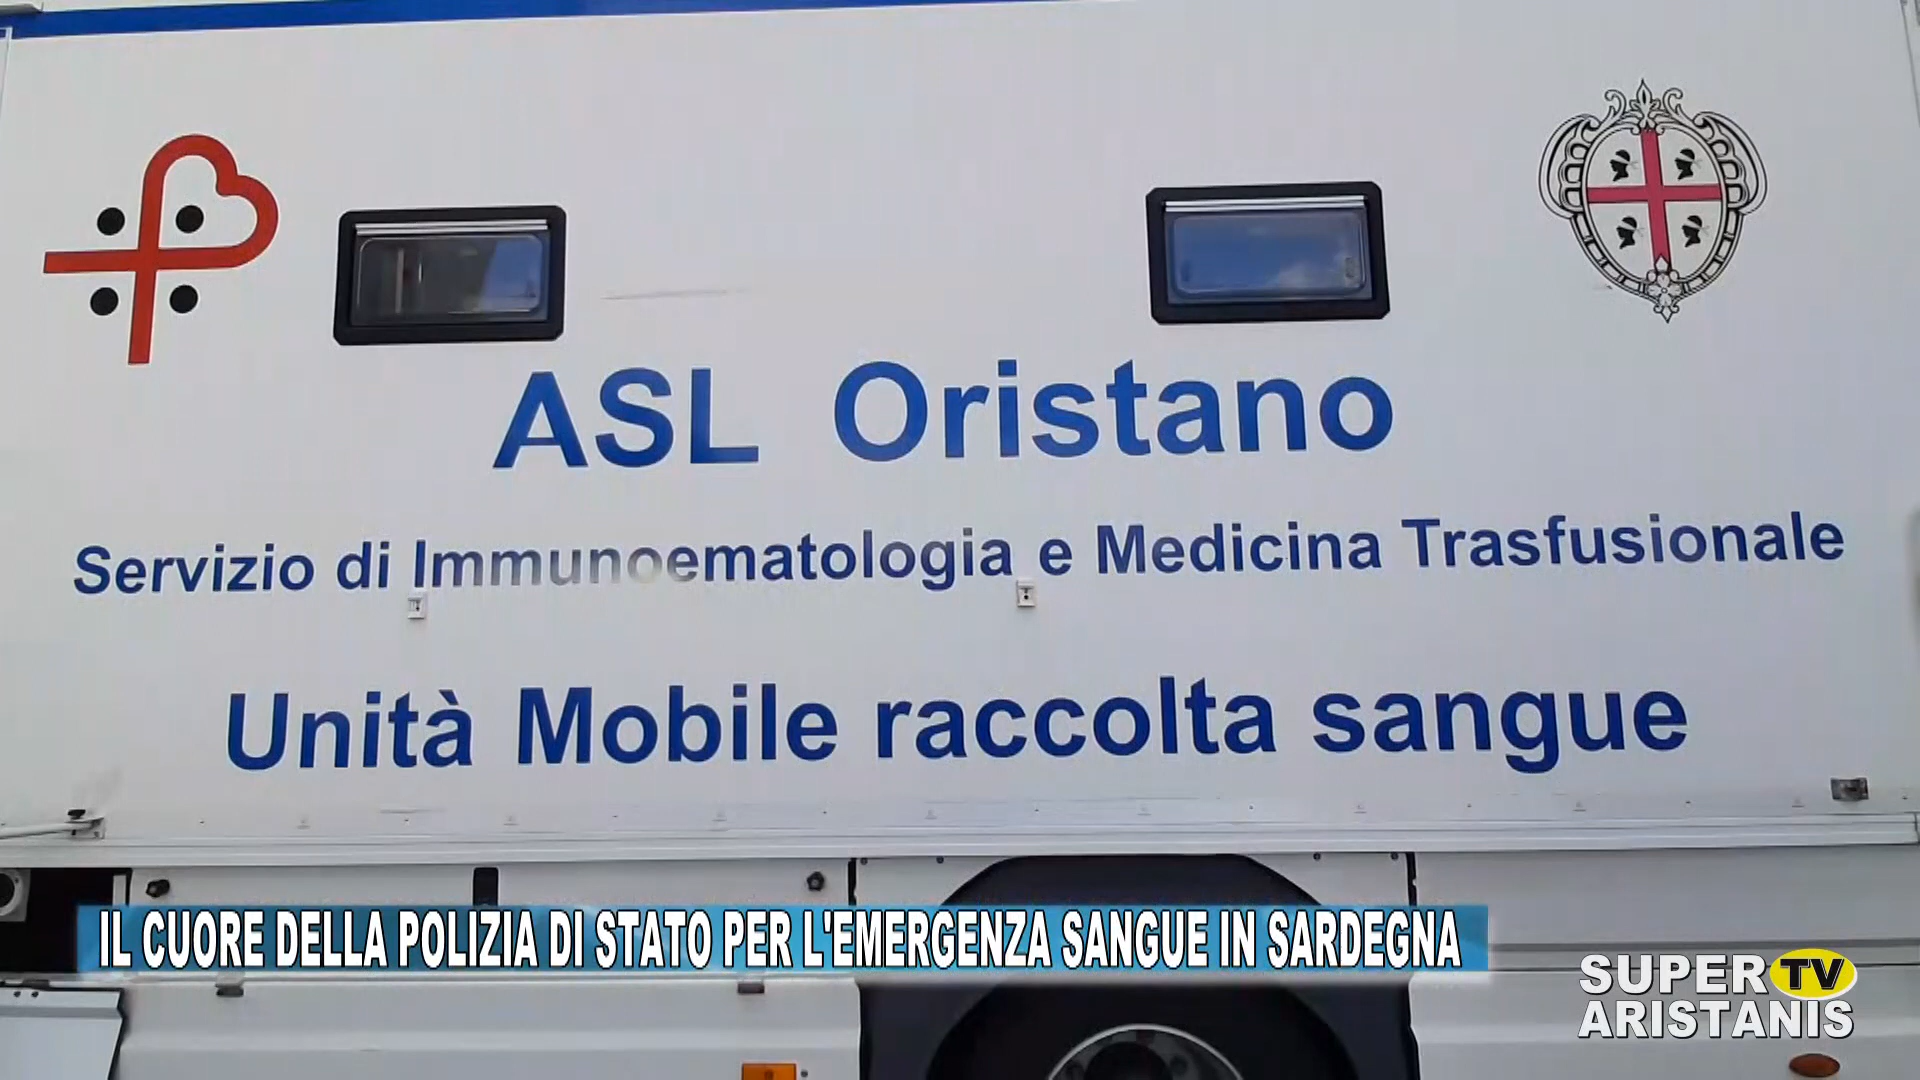 ASL Oristano
Servizio di Immunoematologia e Medicina Trasfusionale
Unità Mobile raccolta sangue
IL CUORE DELLA POLIZIA DI STATO PER L'EMERGENZA SANGUE IN SARDEGNA
SUPER TV
ARISTANIS